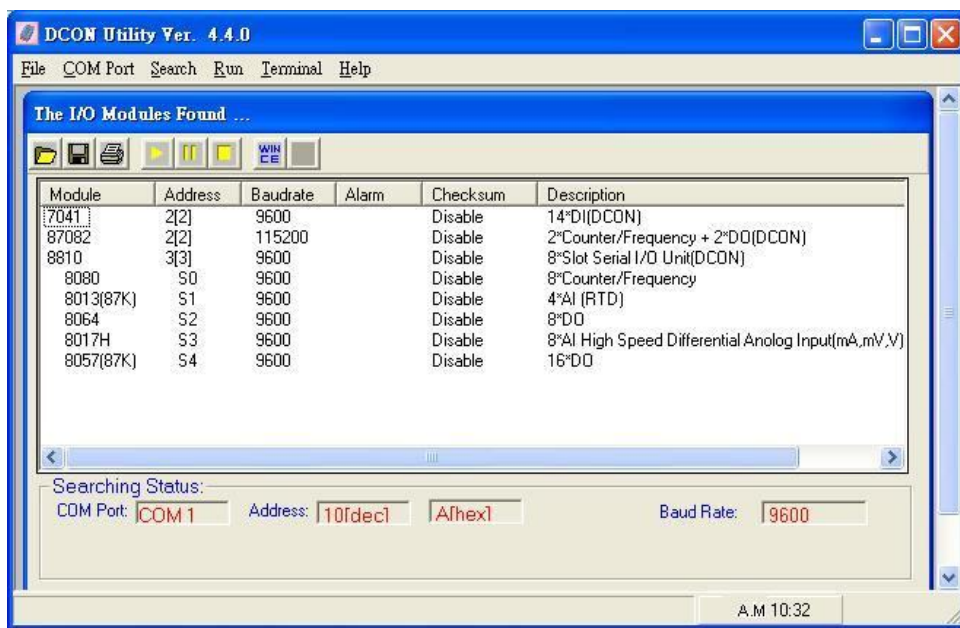 DCON Utility Ver. 4.4.0
File COM Port Search Run Terminal Help
The I/O Modules Found ...
WIN CE
Module Address Baudrate Alarm Checksum Description
7041 2[2] 9600 Disable 14*DI(DCON)
87082 2[2] 115200 Disable 2*Counter/Frequency + 2*DO(DCON)
8810 3[3] 9600 Disable 8*Slot Serial I/O Unit(DCON)
8080 S0 9600 Disable 8*Counter/Frequency
8013(87K) S1 9600 Disable 4*AI (RTD)
8064 S2 9600 Disable 8*DO
8017H S3 9600 Disable 8*AI High Speed Differential Anolog Input(mA,mV,V)
8057(87K) S4 9600 Disable 16*DO
Searching Status:
COM Port: COM 1 Address: 10[dec] A[hex] Baud Rate: 9600
A.M 10:32